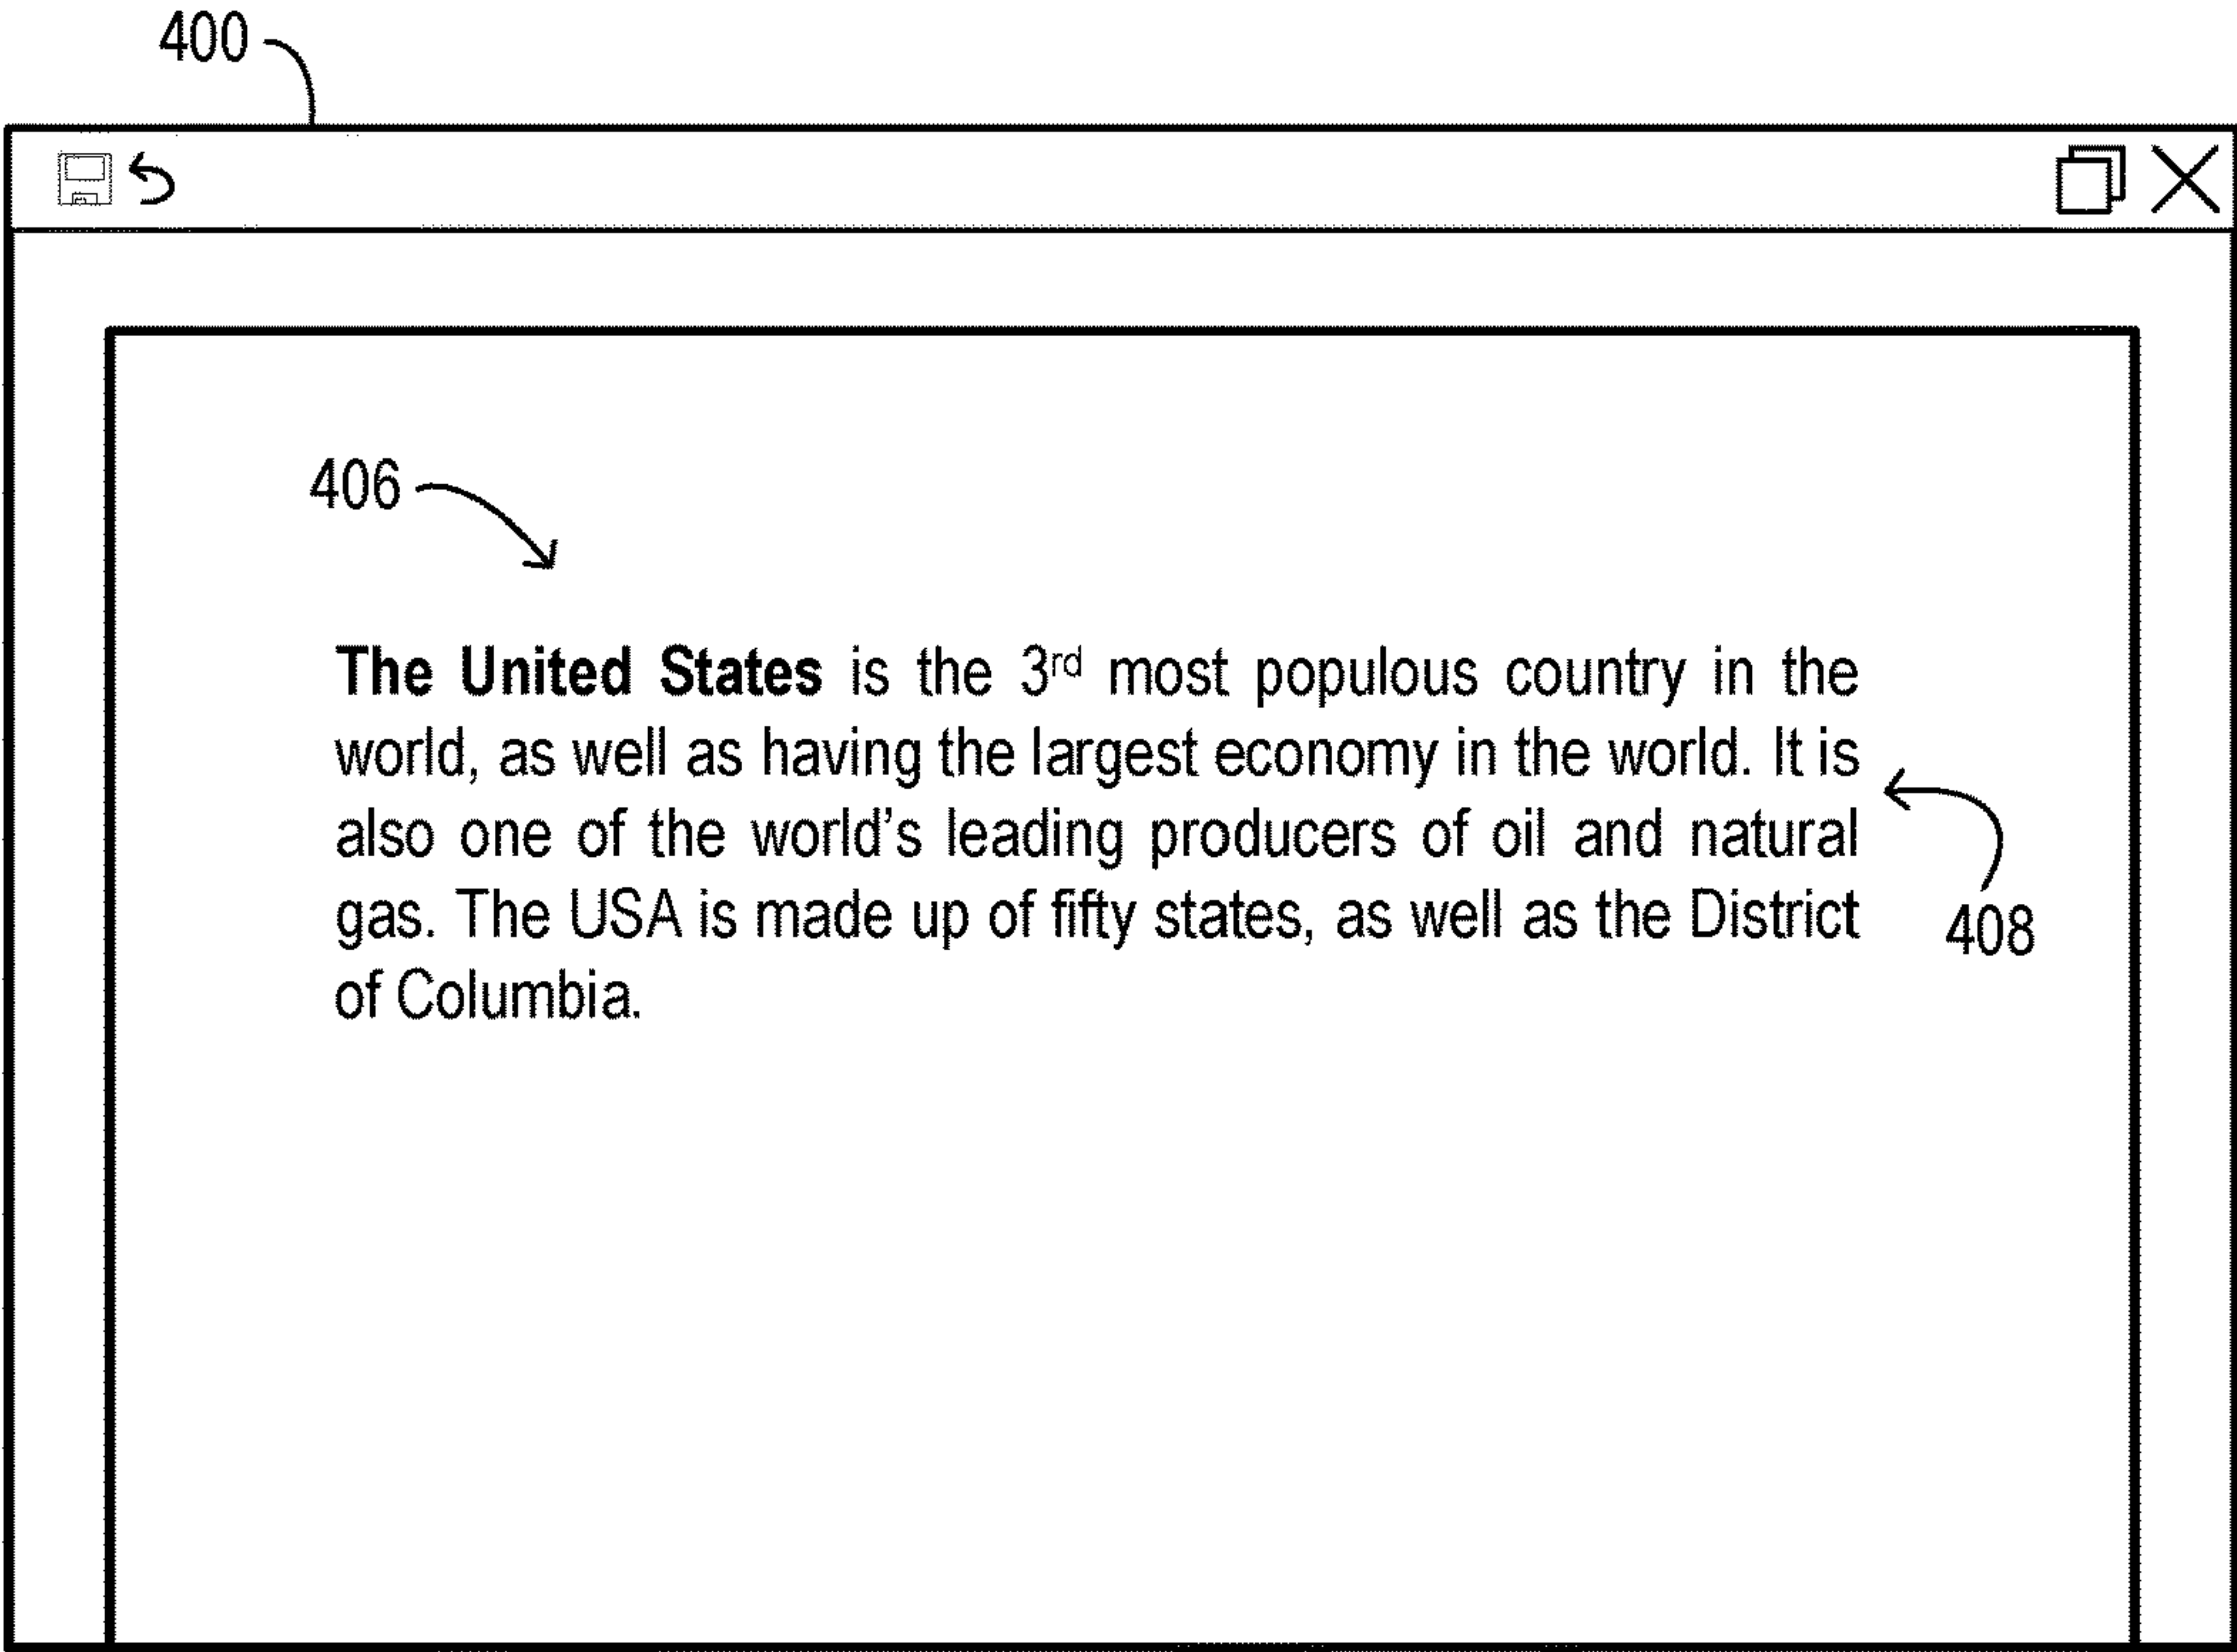 400
406
The United States is the 3rd most populous country in the
world, as well as having the largest economy in the world. It is
also one of the world’s leading producers of oil and natural
gas. The USA is made up of fifty states, as well as the District
of Columbia.
408